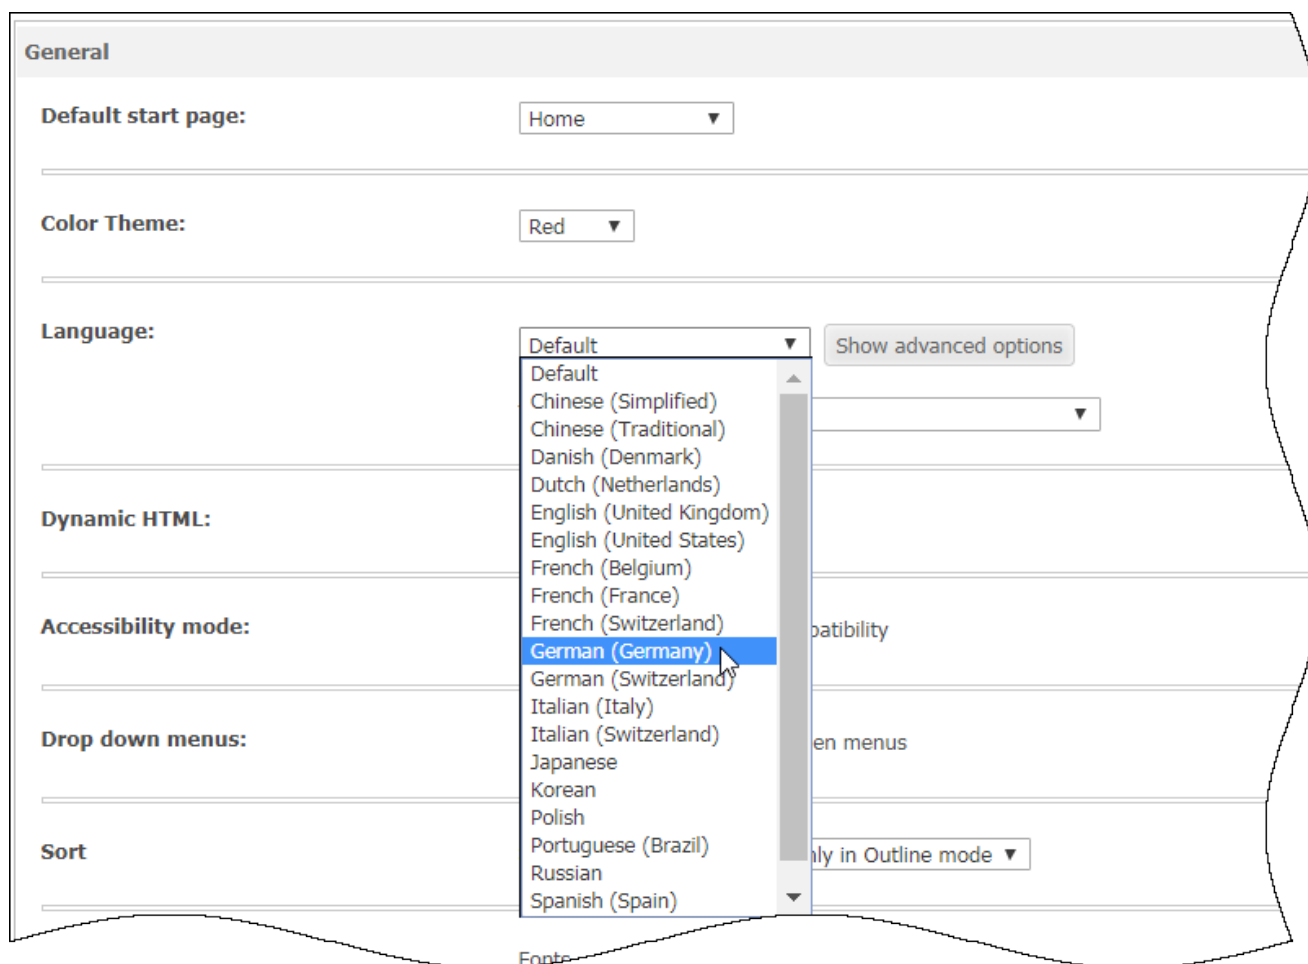 General
Default start page:
Home
Color Theme:
Red
Language:
Default
Show advanced options
Default
Chinese (Simplified)
Chinese (Traditional)
Danish (Denmark)
Dutch (Netherlands)
English (United Kingdom)
English (United States)
French (Belgium)
French (France)
French (Switzerland)
German (Germany)
German (Switzerland)
Italian (Italy)
Italian (Switzerland)
Japanese
Korean
Polish
Portuguese (Brazil)
Russian
Spanish (Spain)
Dynamic HTML:
Accessibility mode:
patibility
Drop down menus:
en menus
Sort
nly in Outline mode
Fonts